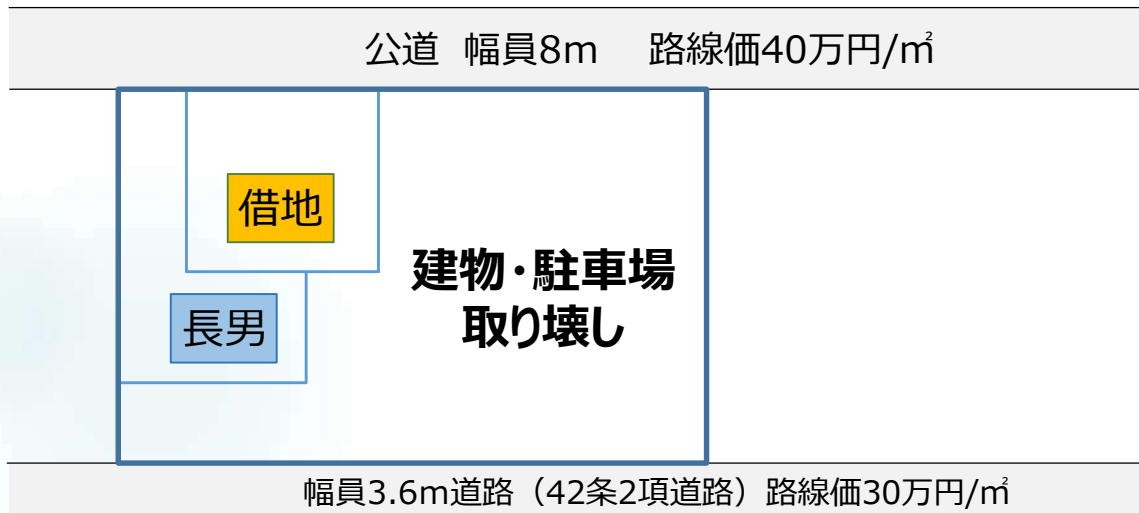 公道 幅員8m 路線価40万円/㎡
借地
長男
建物・駐車場
取り壊し
幅員3.6m道路（42条2項道路）路線価30万円/㎡